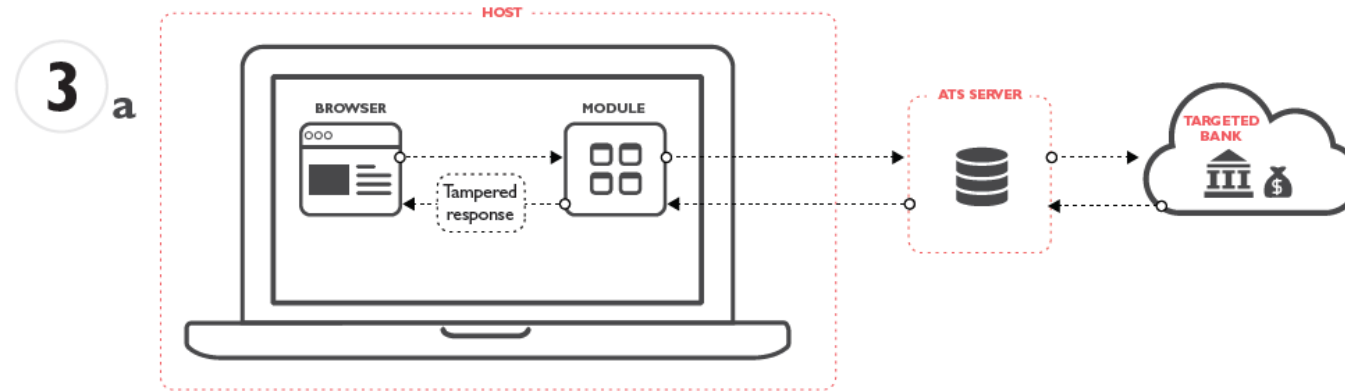 HOST
3 a
BROWSER
MODULE
ATS SERVER
TARGETED
BANK
Tampered
response
$